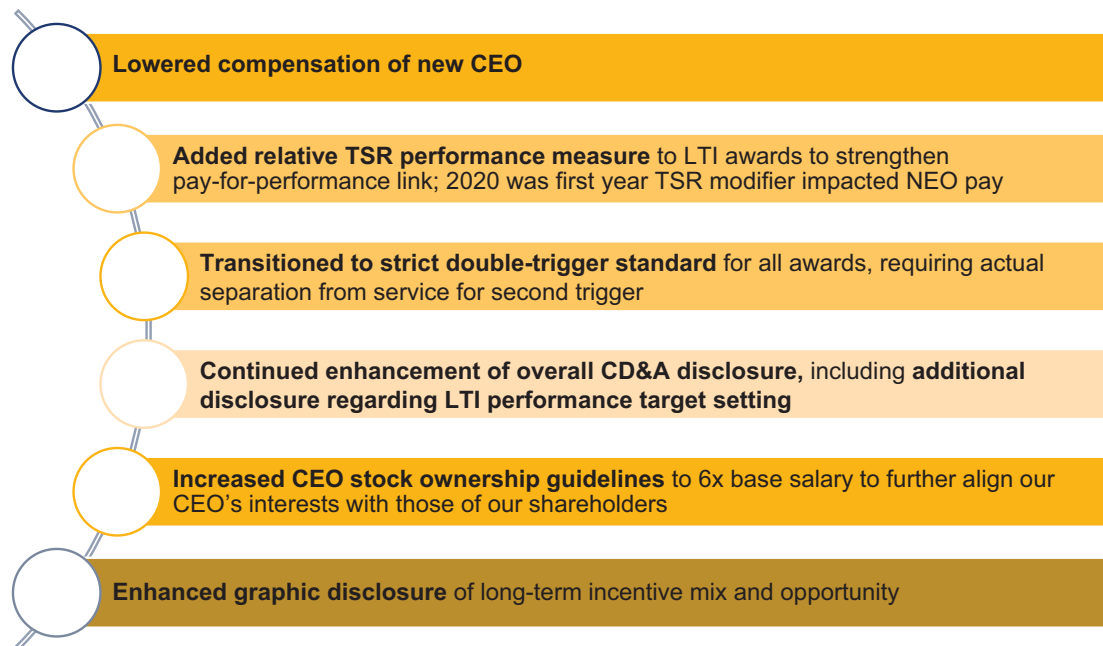 Lowered compensation of new CEO
Added relative TSR performance measure to LTI awards to strengthen
pay-for-performance link; 2020 was first year TSR modifier impacted NEO pay
Transitioned to strict double-trigger standard for all awards, requiring actual
separation from service for second trigger
Continued enhancement of overall CD&A disclosure, including additional
disclosure regarding LTI performance target setting
Increased CEO stock ownership guidelines to 6x base salary to further align our
CEO’s interests with those of our shareholders
Enhanced graphic disclosure of long-term incentive mix and opportunity